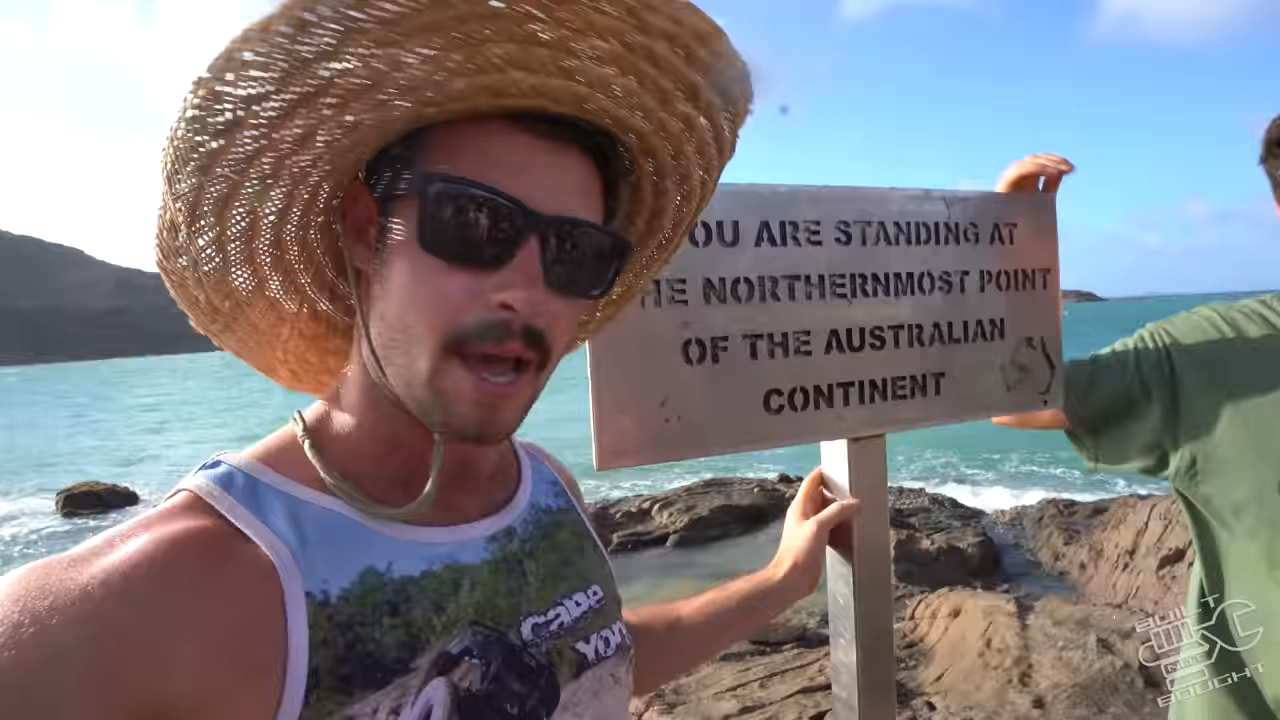 OU ARE STANDING AT
HE NORTHERNMOST POINT
OF THE AUSTRALIAN
CONTINENT
Cape
York
BUILT
NOT
BOUGHT